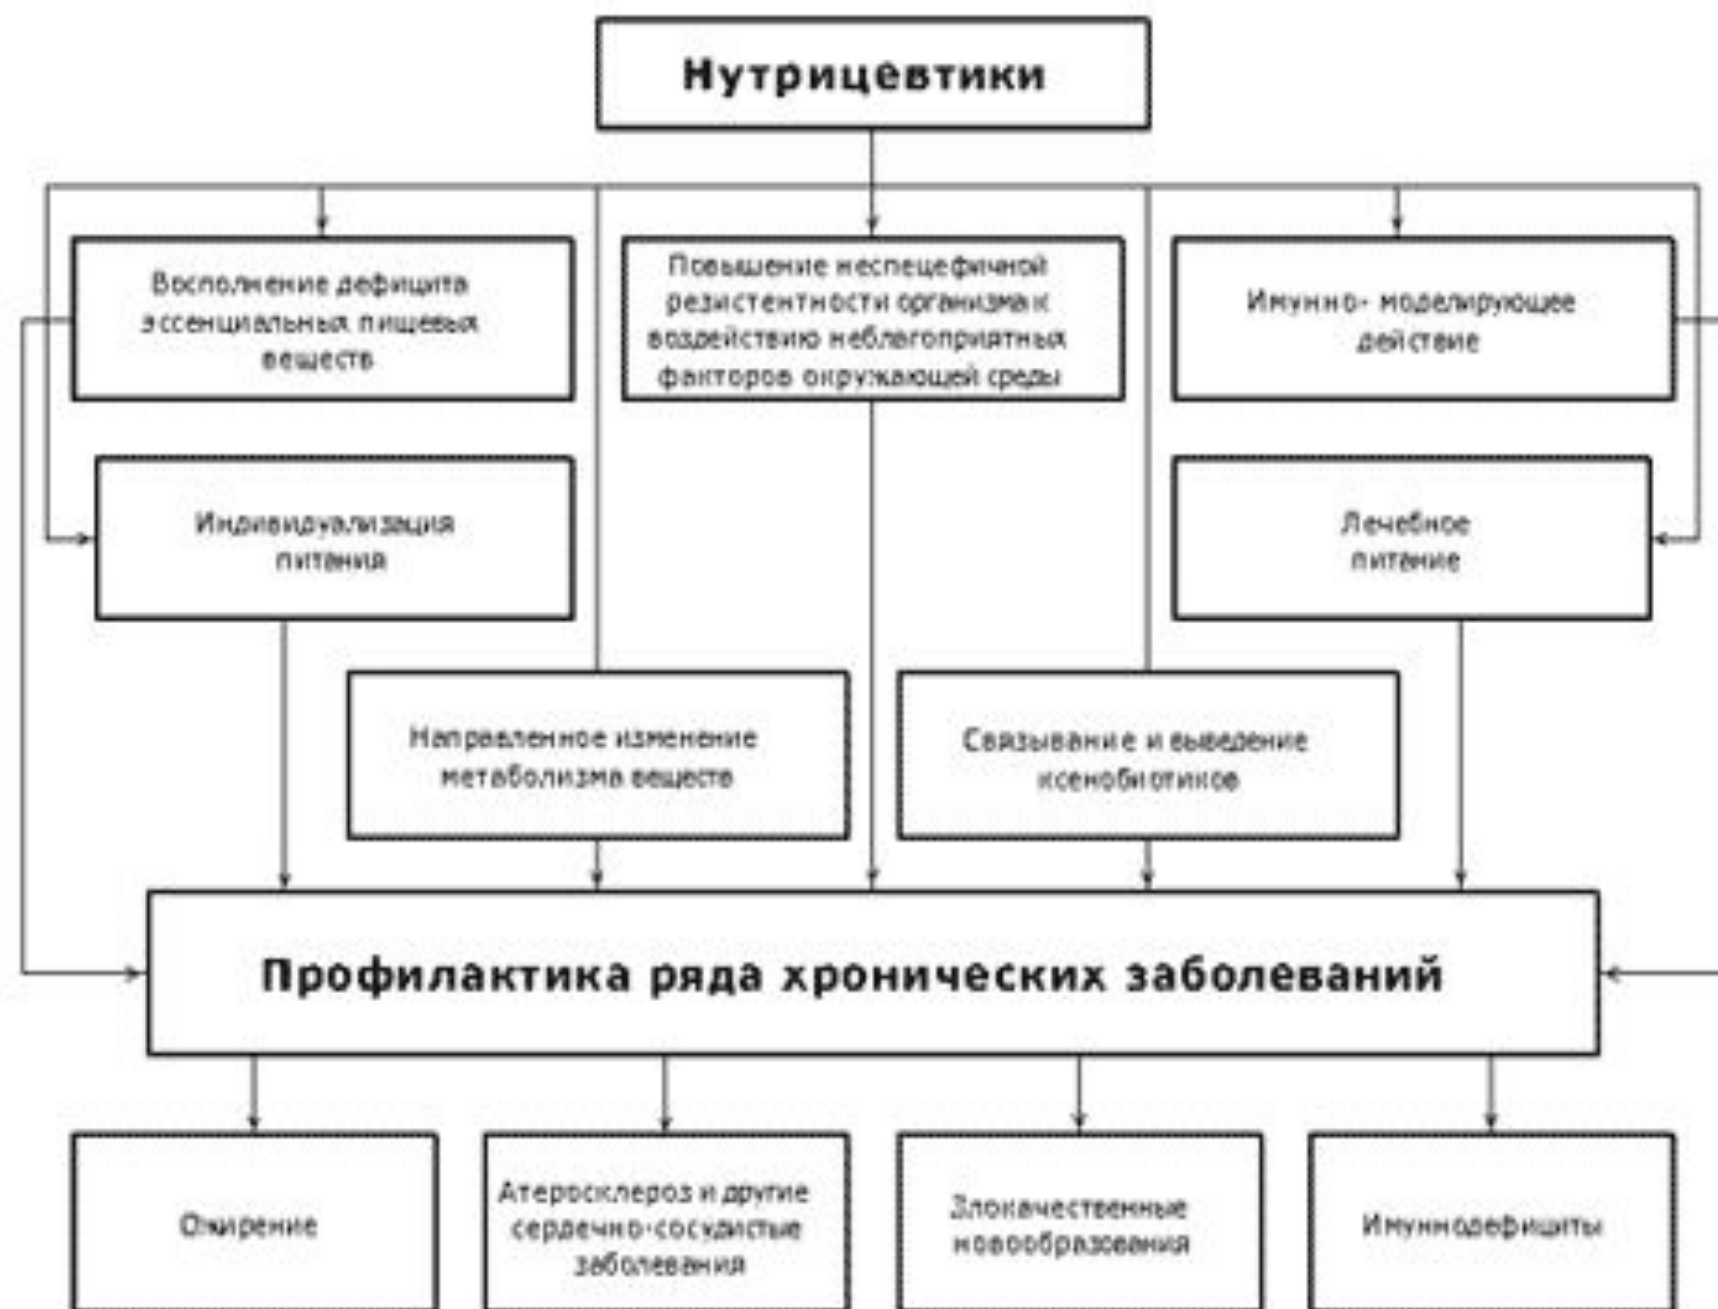 Нутрицевтики
Восполнение дефицита
эссенциальных пищевых
веществ
Повышение неспецефичной
резистентности организма к
воздействию неблагоприятных
факторов окружающей среды
Имунно- моделирующее
действие
Индивидуализация
питания
Лечебное
питание
Направленное изменение
метаболизма веществ
Связывание и выведение
ксенобиотиков
Профилактика ряда хронических заболеваний
Ожирение
Атеросклероз и другие
сердечно-сосудистые
заболевания
Злокачественные
новообразования
Имуннодефициты